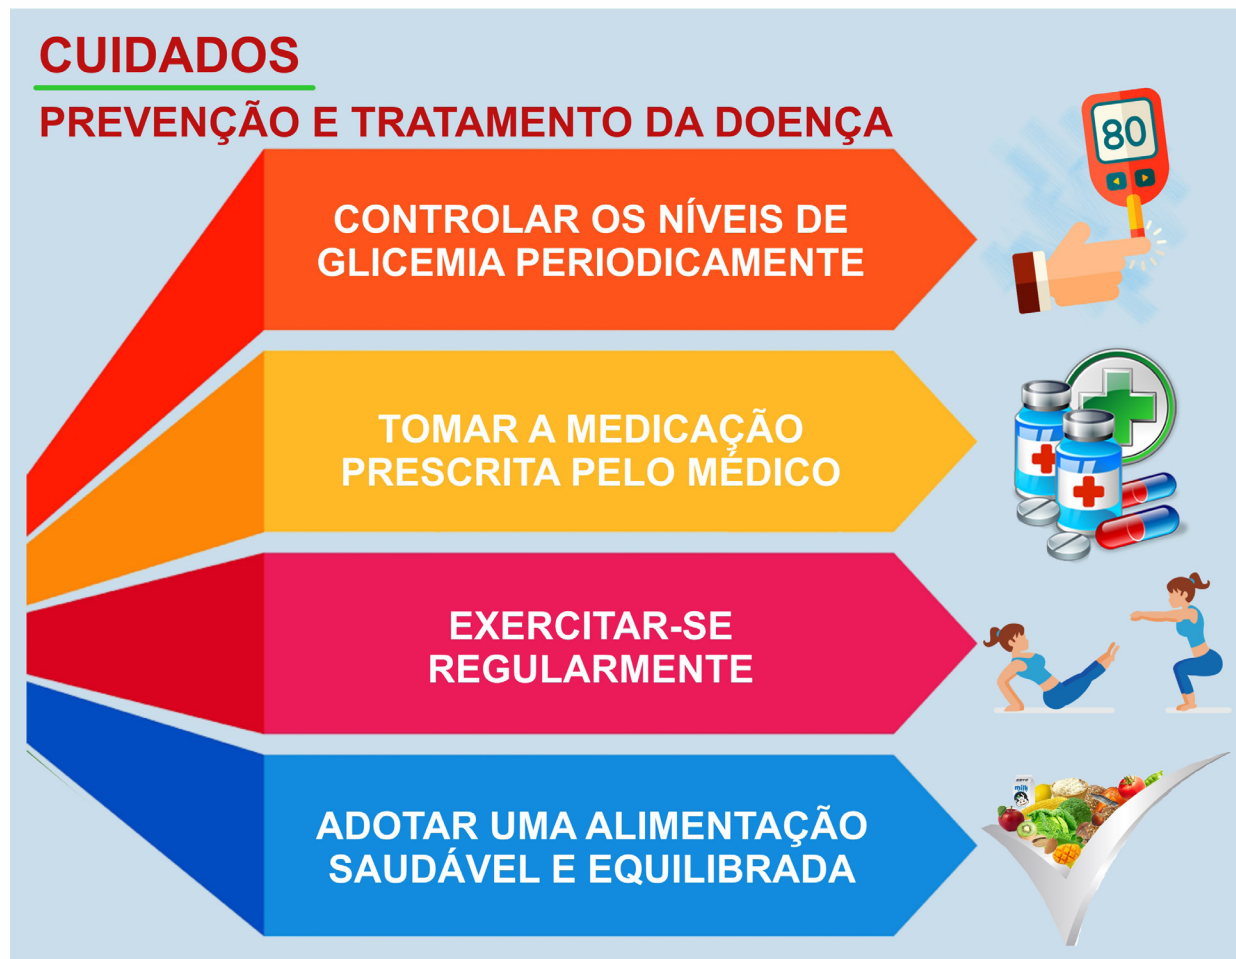 CUIDADOS
PREVENÇÃO E TRATAMENTO DA DOENÇA
80
CONTROLAR OS NÍVEIS DE
GLICEMIA PERIODICAMENTE
TOMAR A MEDICAÇÃO
PRESCRITA PELO MÉDICO
EXERCITAR-SE
REGULARMENTE
milk
ADOTAR UMA ALIMENTAÇÃO
SAUDÁVEL E EQUILIBRADA